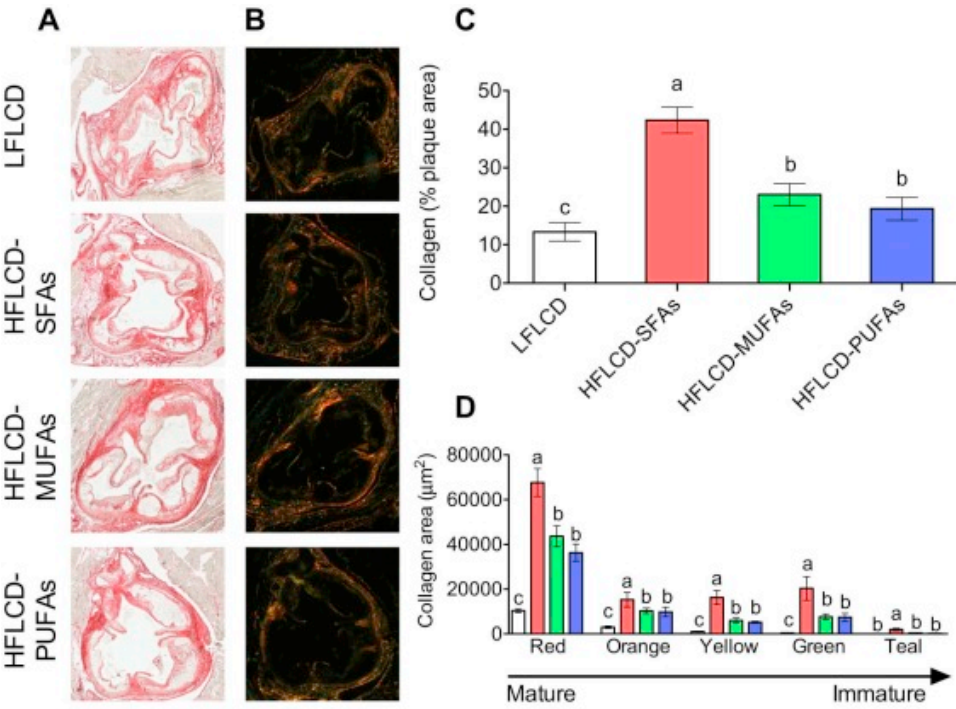 A
B
LFLCD
HFLCD-
SFAs
HFLCD-
MUFAs
HFLCD-
PUFAs
C
Collagen (% plaque area)
50
40
30
20
10
0
c
a
b
b
LFLCD
HFLCD-SFAs
HFLCD-MUFAs
HFLCD-PUFAs
D
Collagen area (μm²)
80000
60000
40000
20000
0
c a b b
c a b b
c a b b
c a b b
b a b b
Red Orange Yellow Green Teal
Mature Immature